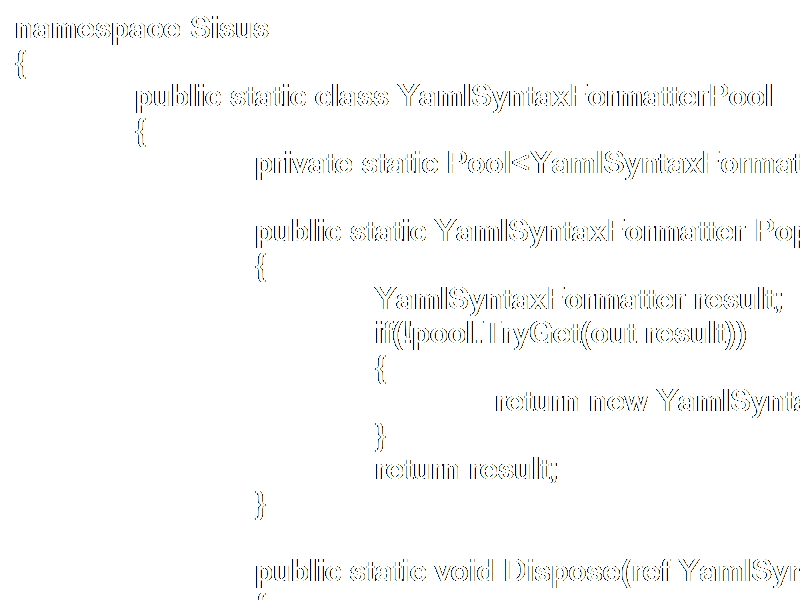 namespace Sisus
{
public static class YamlSyntaxFormatterPool
{
private static Pool<YamlSyntaxFormat
public static YamlSyntaxFormatter Pop
{
YamlSyntaxFormatter result;
if(!pool.TryGet(out result))
{
return new YamlSynta
}
return result;
}
public static void Dispose(ref YamlSyn
{